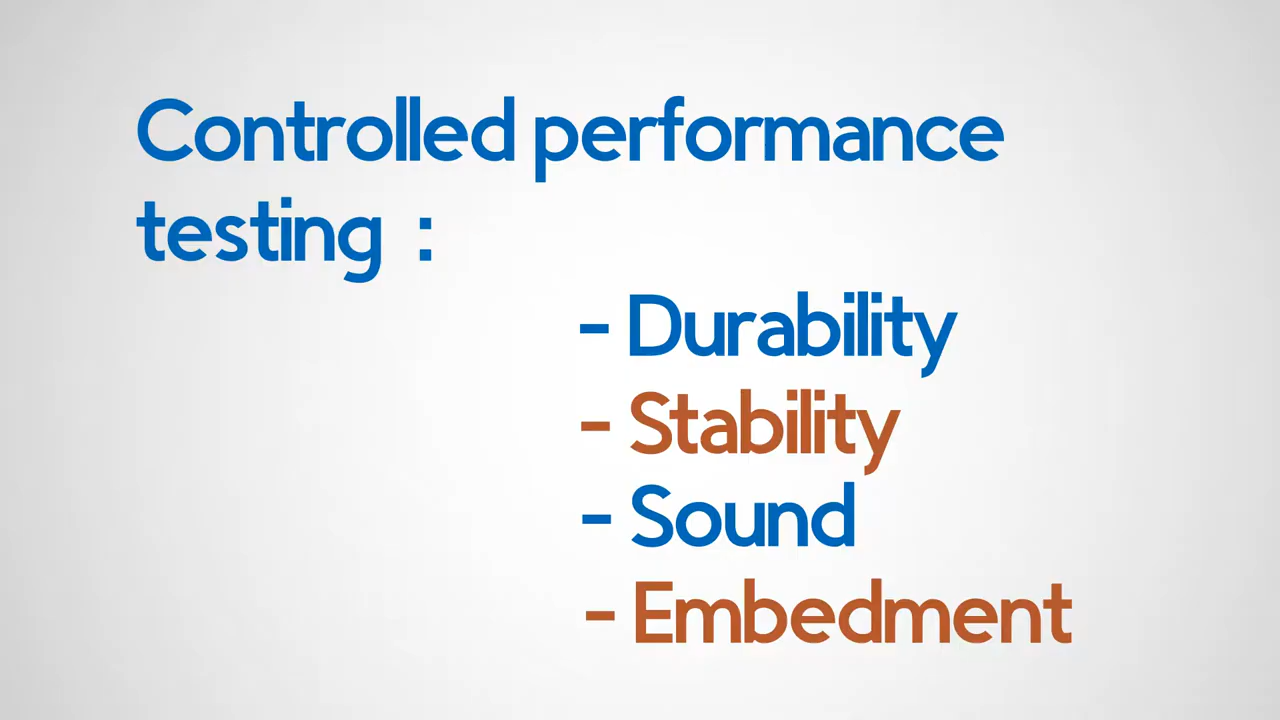 Controlled performance
testing :
- Durability
- Stability
- Sound
- Embedment